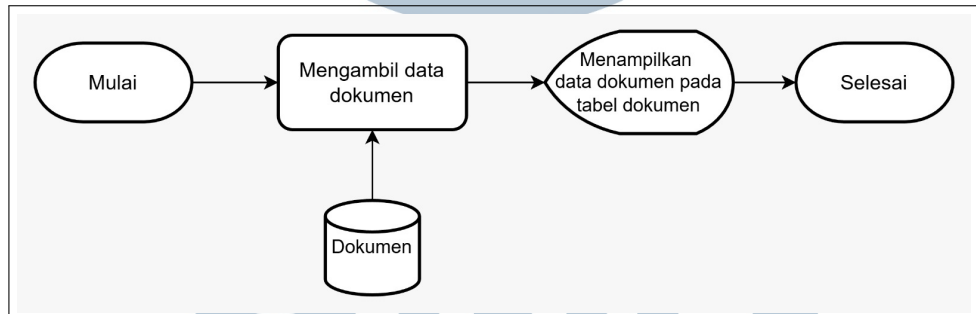 Mulai
Mengambil data
dokumen
Menampilkan
data dokumen pada
tabel dokumen
Selesai
Dokumen